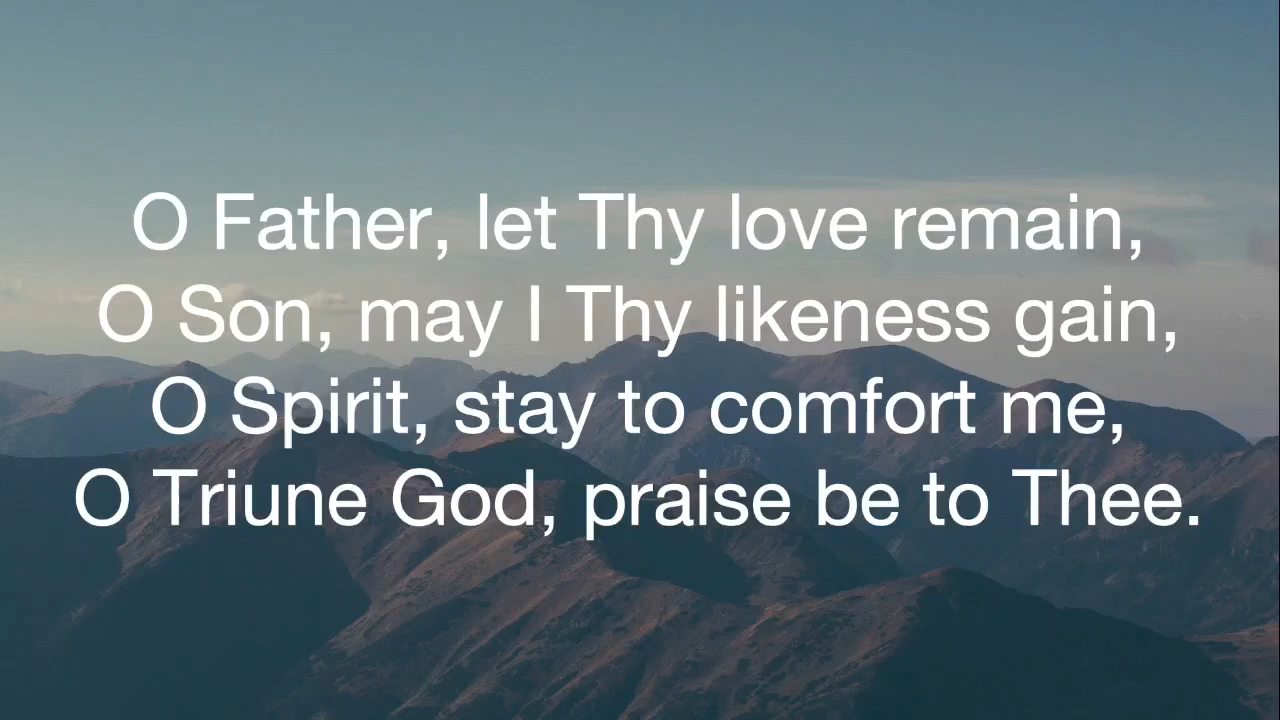 O Father, let Thy love remain,
O Son, may I Thy likeness gain,
O Spirit, stay to comfort me,
O Triune God, praise be to Thee.